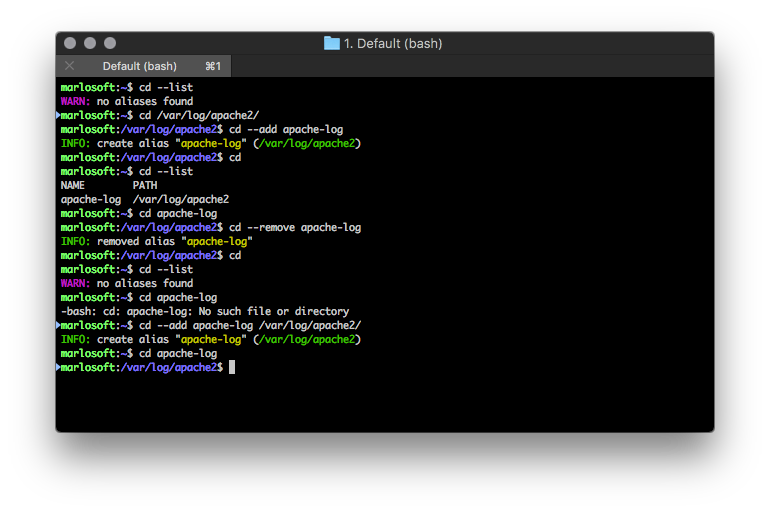 1. Default (bash)
Default (bash) ⌘1
marlosoft:~$ cd --list
WARN: no aliases found
marlosoft:~$ cd /var/log/apache2/
marlosoft:/var/log/apache2$ cd --add apache-log
INFO: create alias "apache-log" (/var/log/apache2)
marlosoft:/var/log/apache2$ cd
marlosoft:~$ cd --list
NAME        PATH
apache-log  /var/log/apache2
marlosoft:~$ cd apache-log
marlosoft:/var/log/apache2$ cd --remove apache-log
INFO: removed alias "apache-log"
marlosoft:/var/log/apache2$ cd
marlosoft:~$ cd --list
WARN: no aliases found
marlosoft:~$ cd apache-log
-bash: cd: apache-log: No such file or directory
marlosoft:~$ cd --add apache-log /var/log/apache2/
INFO: create alias "apache-log" (/var/log/apache2)
marlosoft:~$ cd apache-log
marlosoft:/var/log/apache2$